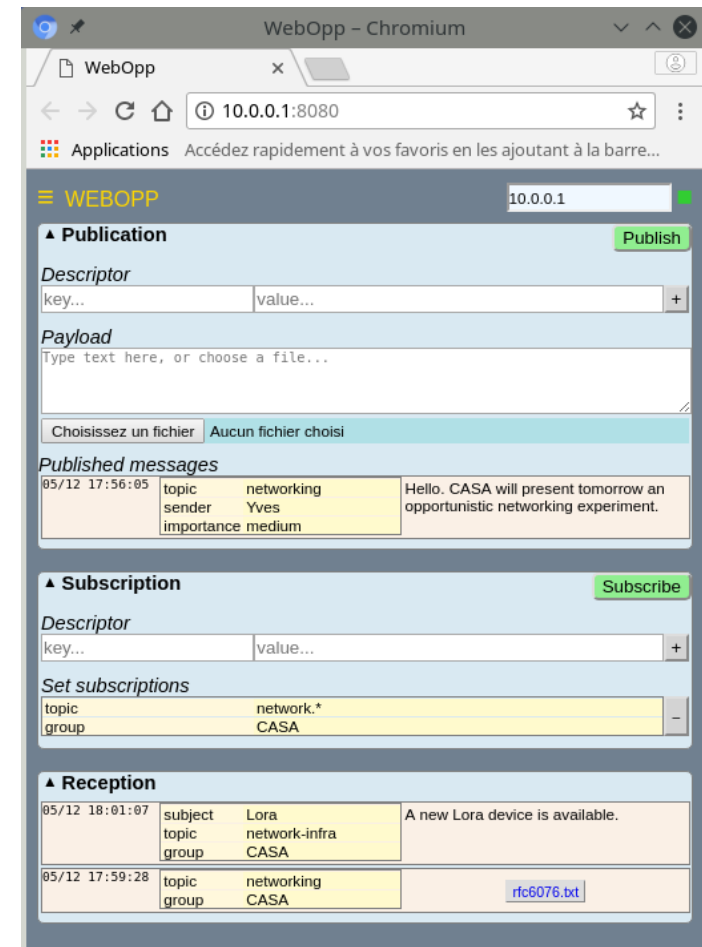 WebOpp – Chromium
WebOpp
10.0.0.1:8080
Applications Accédez rapidement à vos favoris en les ajoutant à la barre...
≡ WEBOPP 10.0.0.1
▲ Publication Publish
Descriptor
key... value... +
Payload
Type text here, or choose a file...
Choisissez un fichier Aucun fichier choisi
Published messages
05/12 17:56:05 topic networking Hello. CASA will present tomorrow an
sender Yves opportunistic networking experiment.
importance medium
▲ Subscription Subscribe
Descriptor
key... value... +
Set subscriptions
topic network.* –
group CASA
▲ Reception
05/12 18:01:07 subject Lora A new Lora device is available.
topic network-infra
group CASA
05/12 17:59:28 topic networking rfc6076.txt
group CASA